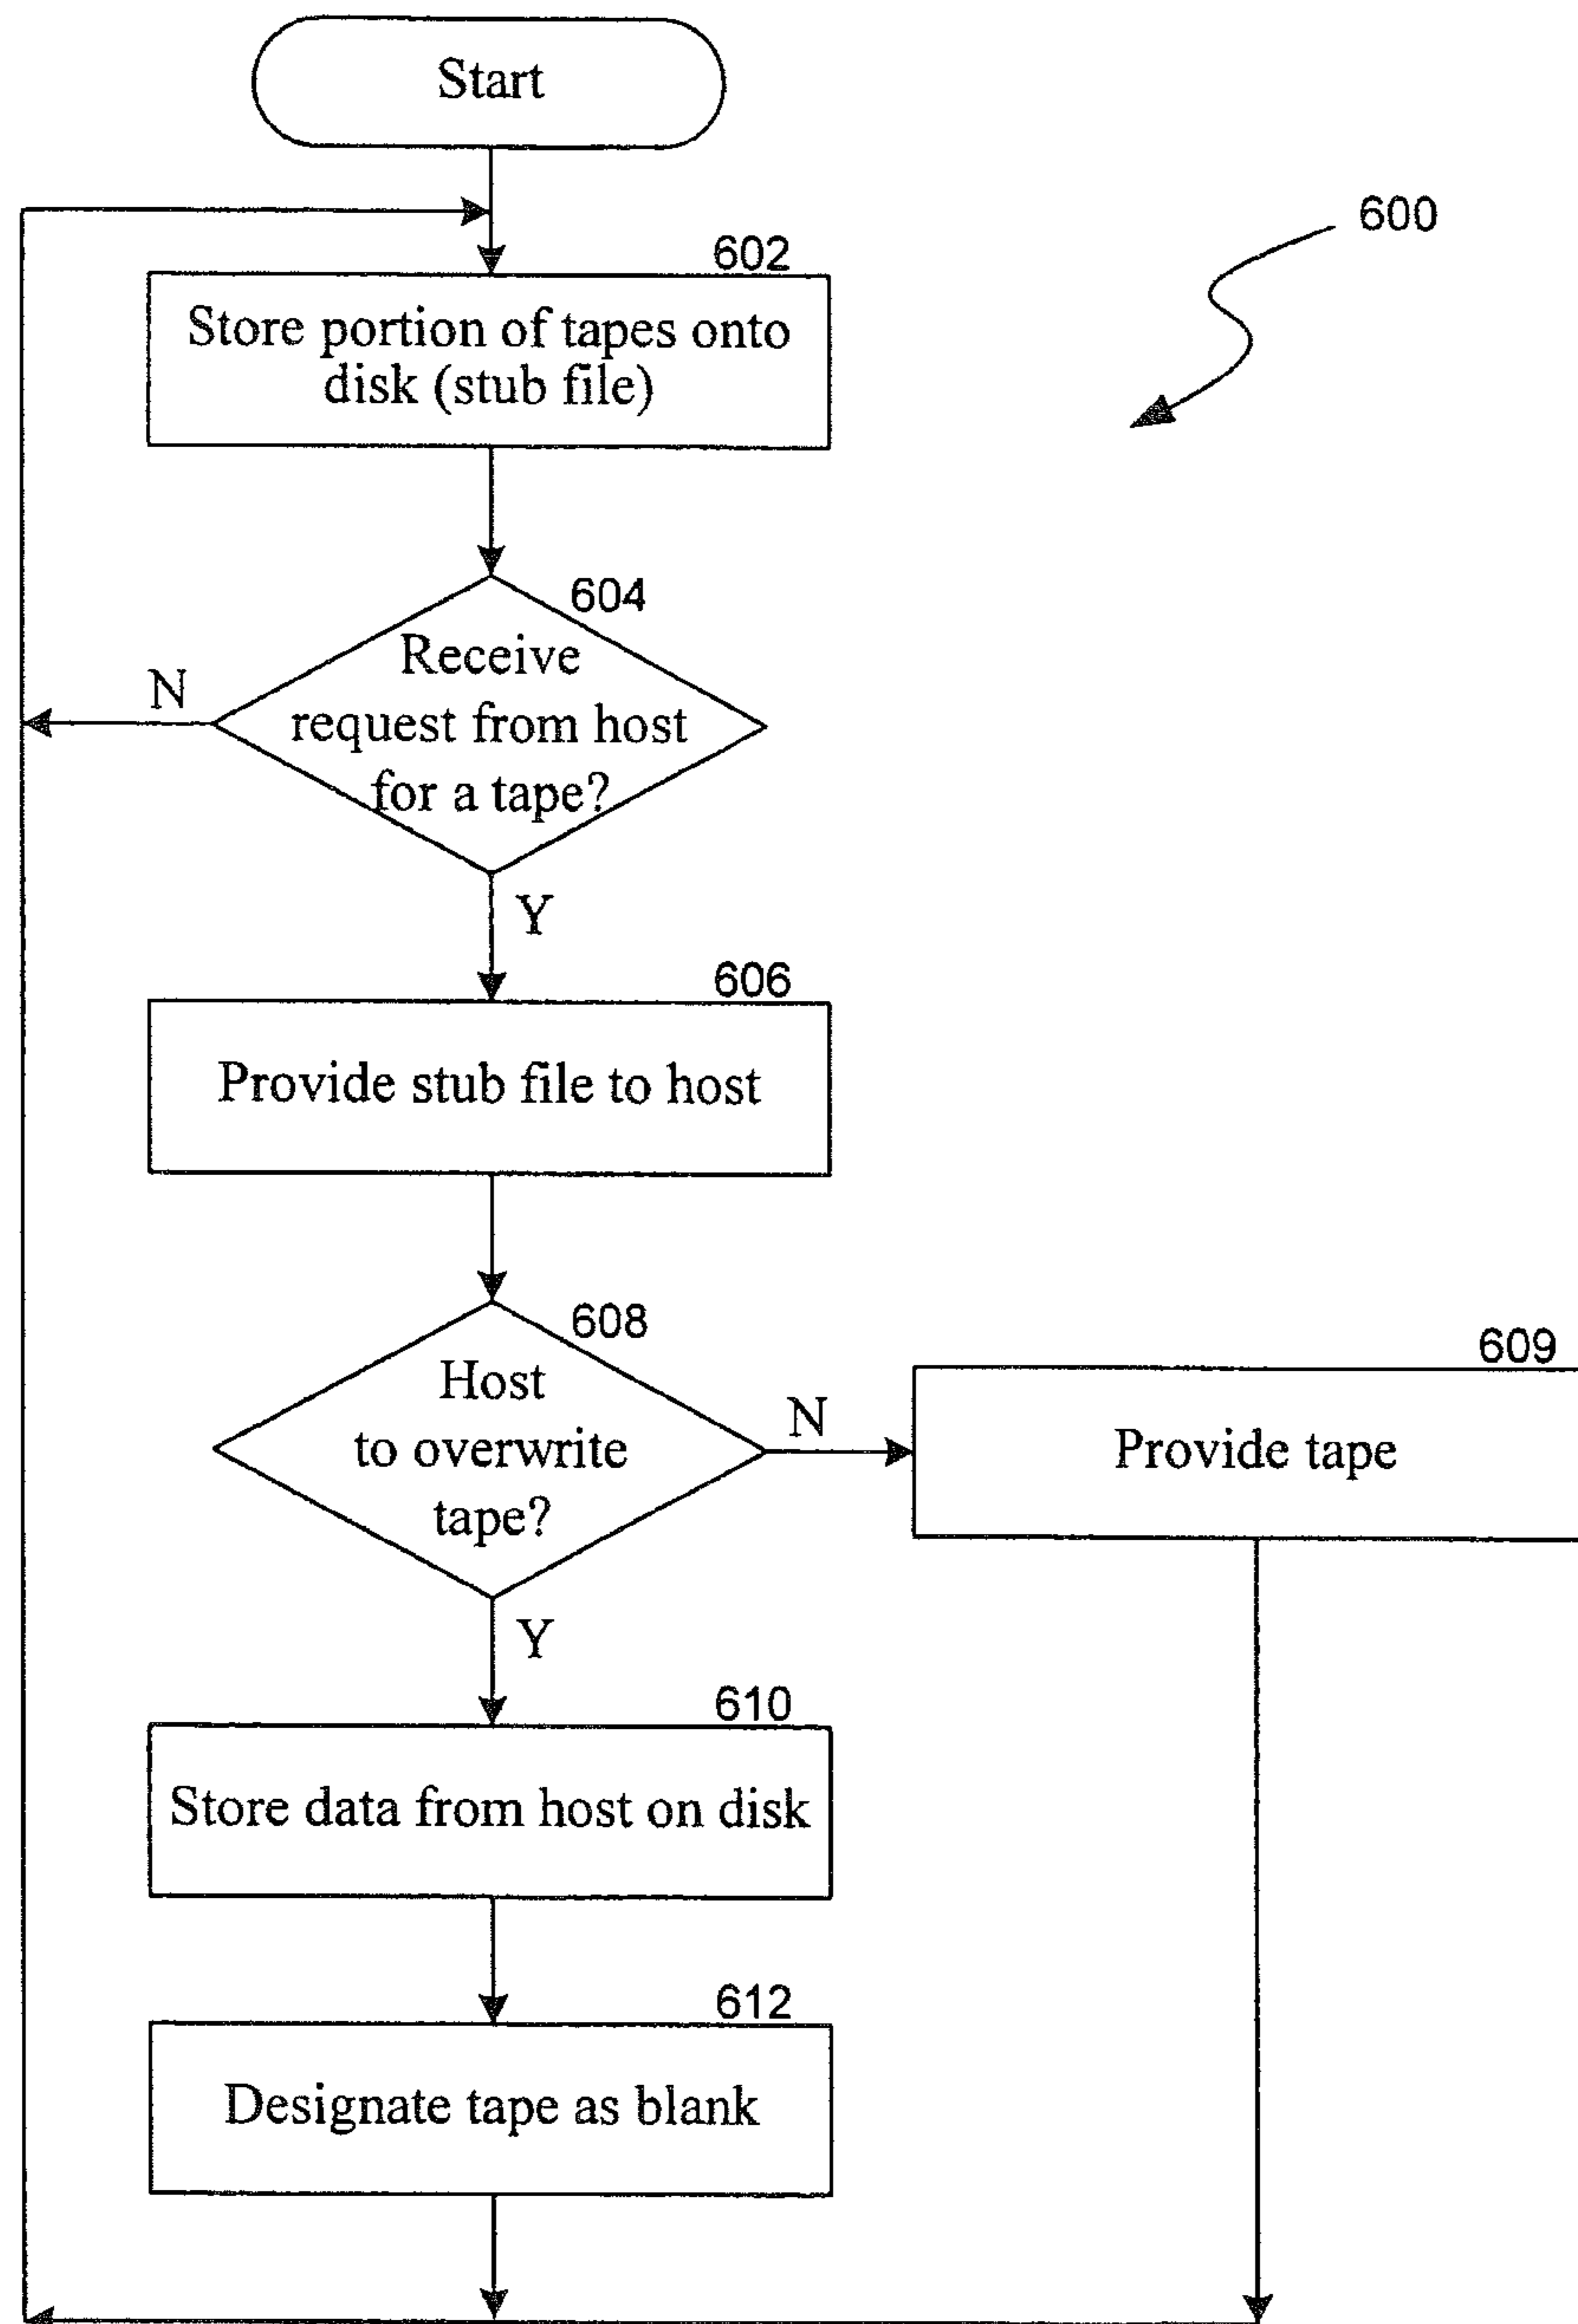 Start
600
602
Store portion of tapes onto
disk (stub file)
604
Receive
request from host
for a tape?
N
Y
606
Provide stub file to host
608
Host
to overwrite
tape?
N
609
Provide tape
Y
610
Store data from host on disk
612
Designate tape as blank